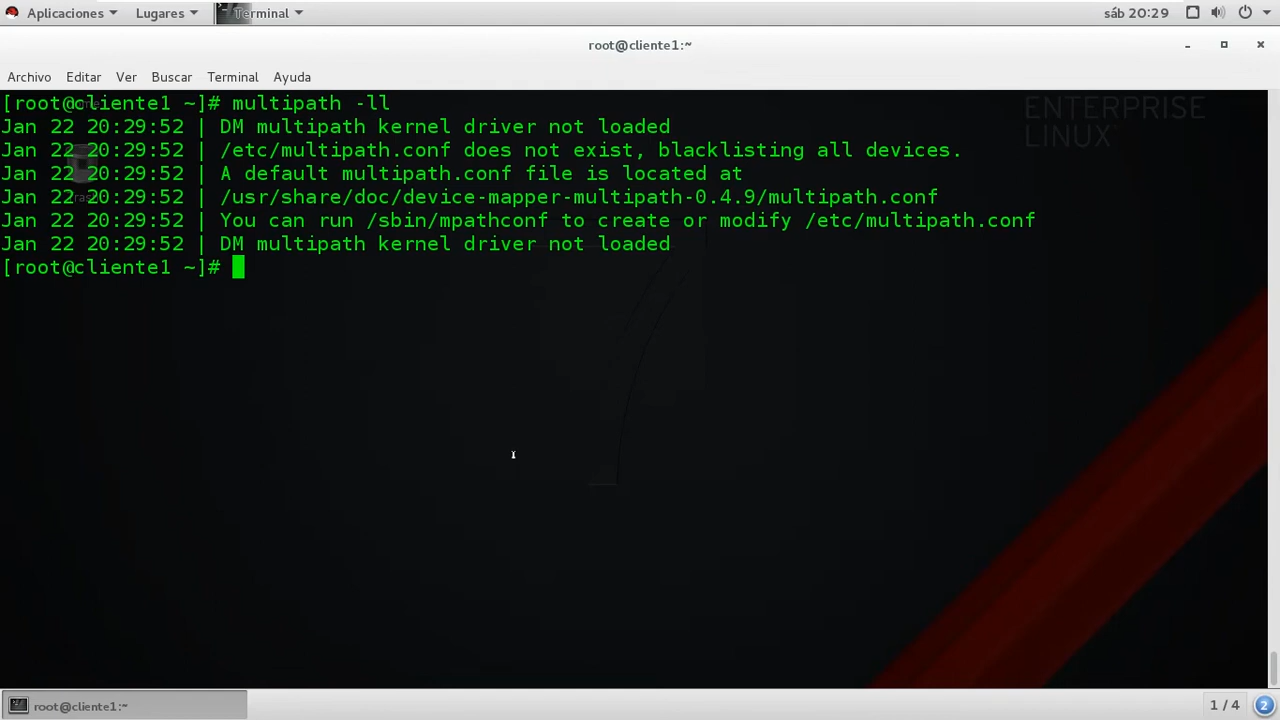 Aplicaciones Lugares Terminal sáb 20:29
root@cliente1:~
Archivo Editar Ver Buscar Terminal Ayuda
[root@cliente1 ~]# multipath -ll
Jan 22 20:29:52 | DM multipath kernel driver not loaded
Jan 22 20:29:52 | /etc/multipath.conf does not exist, blacklisting all devices.
Jan 22 20:29:52 | A default multipath.conf file is located at
Jan 22 20:29:52 | /usr/share/doc/device-mapper-multipath-0.4.9/multipath.conf
Jan 22 20:29:52 | You can run /sbin/mpathconf to create or modify /etc/multipath.conf
Jan 22 20:29:52 | DM multipath kernel driver not loaded
[root@cliente1 ~]#
ENTERPRISE
LINUX
root@cliente1:~ 1 / 4 2